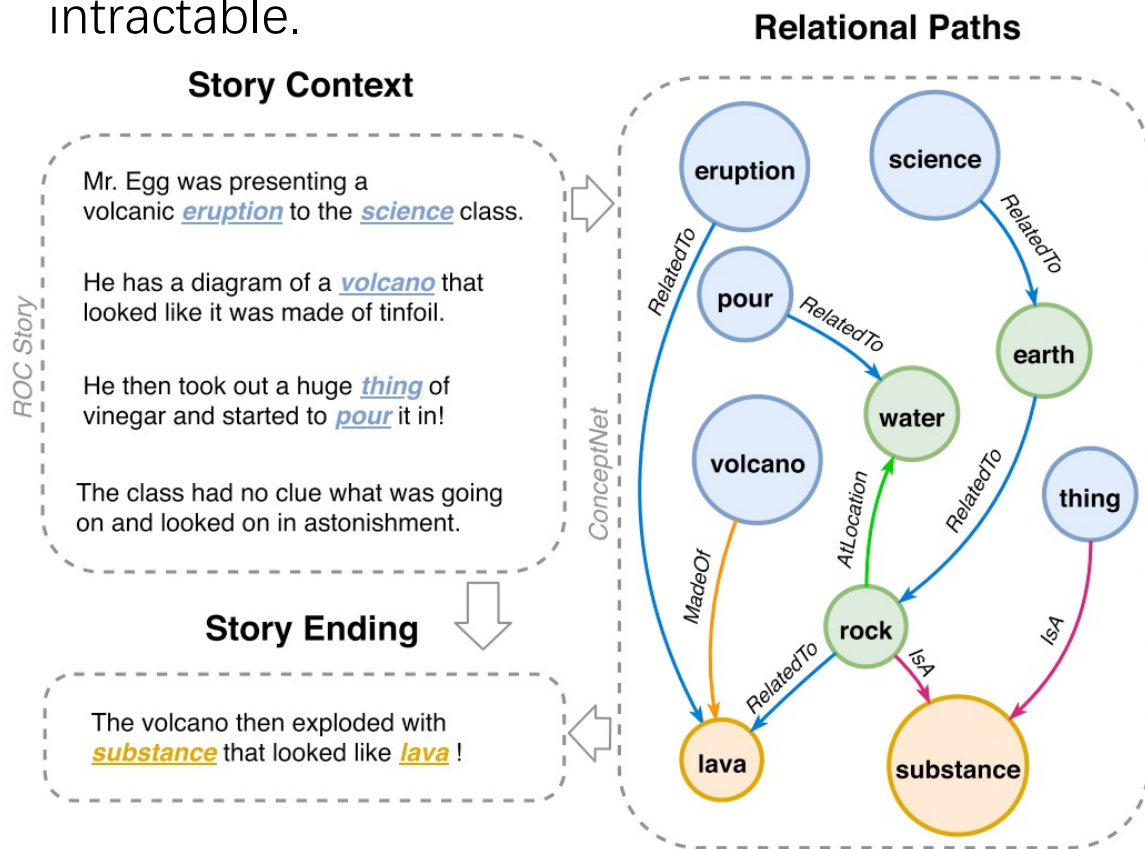 intractable.
Relational Paths
Story Context
ROC Story
Mr. Egg was presenting a
volcanic eruption to the science class.
He has a diagram of a volcano that
looked like it was made of tinfoil.
He then took out a huge thing of
vinegar and started to pour it in!
The class had no clue what was going
on and looked on in astonishment.
Story Ending
The volcano then exploded with
substance that looked like lava !
ConceptNet
eruption
science
RelatedTo
RelatedTo
pour
RelatedTo
earth
water
volcano
thing
AtLocation
RelatedTo
MadeOf
rock
IsA
RelatedTo
IsA
lava
substance